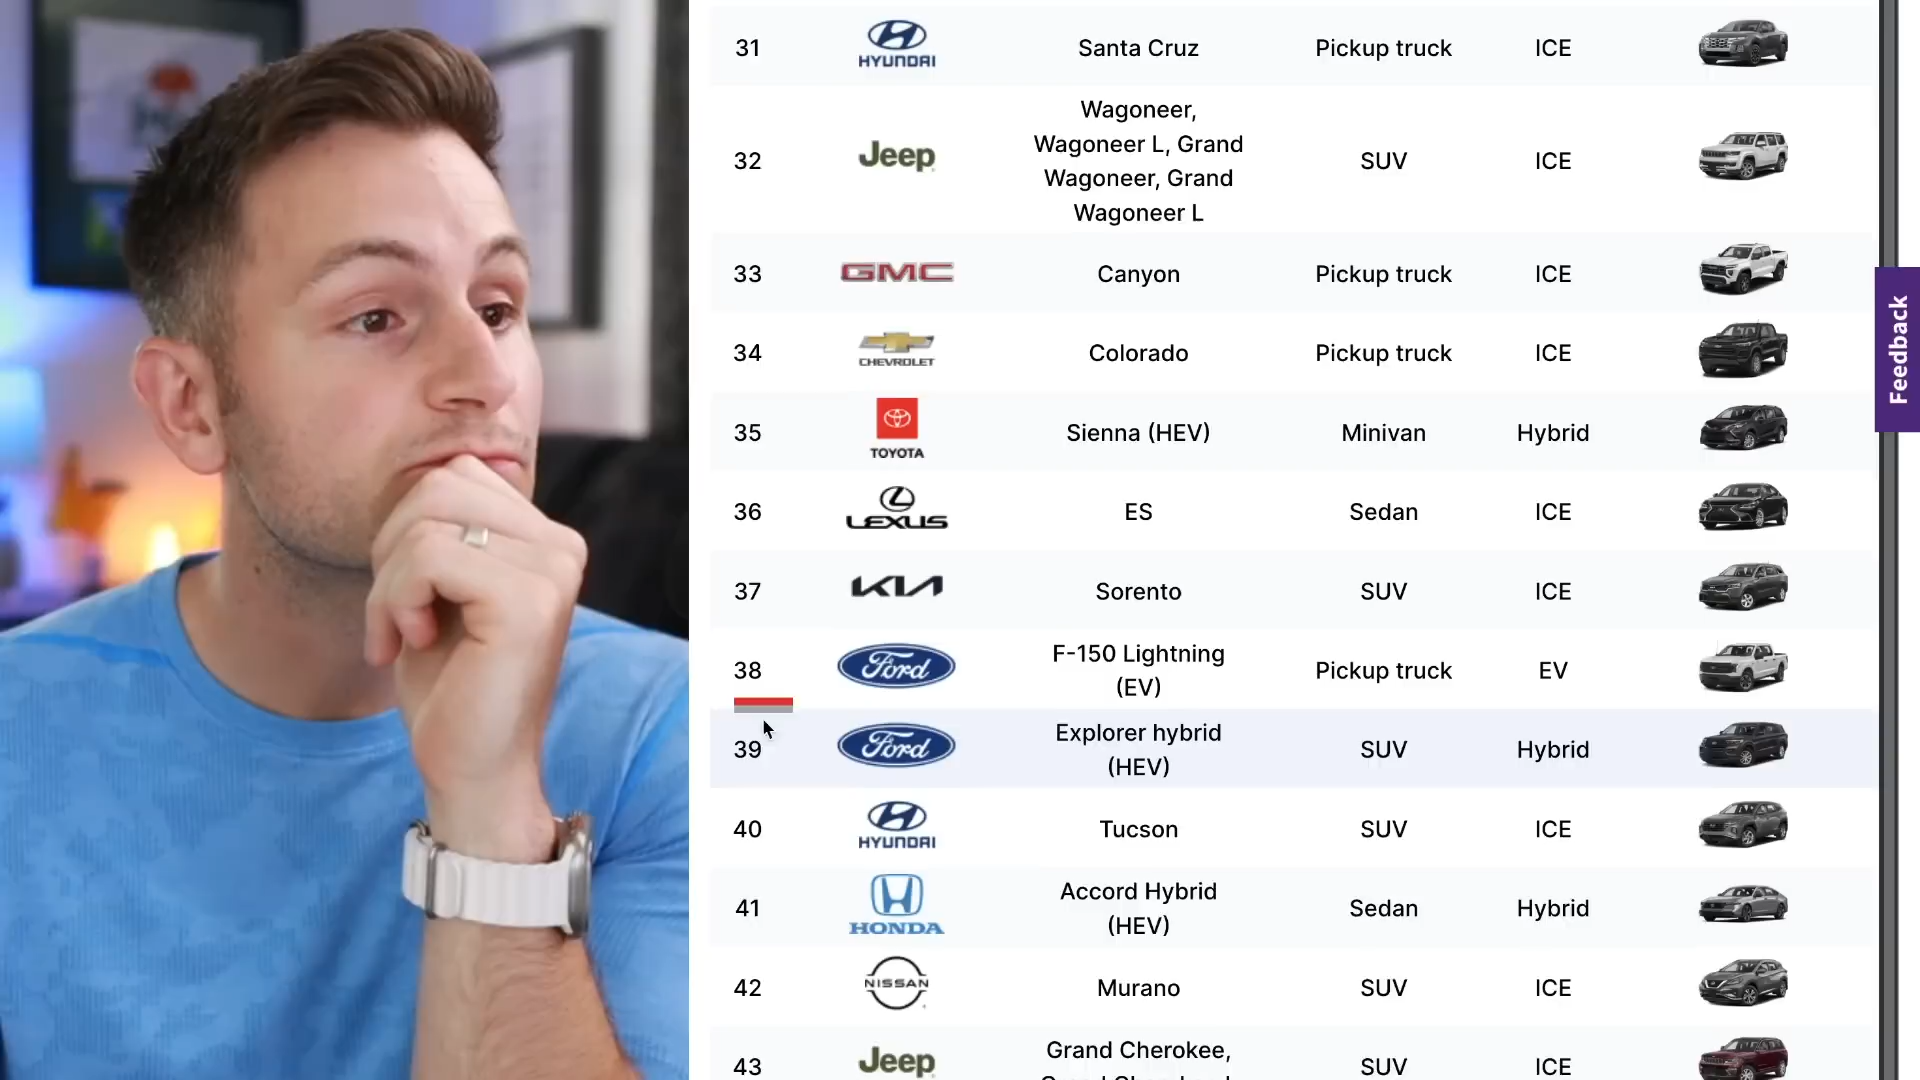 31 HYUNDAI Santa Cruz Pickup truck ICE
Wagoneer,
Wagoneer L, Grand
32 Jeep SUV ICE
Wagoneer, Grand
Wagoneer L
33 GMC Canyon Pickup truck ICE
34 CHEVROLET Colorado Pickup truck ICE
35 TOYOTA Sienna (HEV) Minivan Hybrid
36 LEXUS ES Sedan ICE
37 KIA Sorento SUV ICE
38 Ford F-150 Lightning
(EV) Pickup truck EV
39 Ford Explorer hybrid
(HEV) SUV Hybrid
40 HYUNDAI Tucson SUV ICE
41 HONDA Accord Hybrid
(HEV) Sedan Hybrid
42 NISSAN Murano SUV ICE
43 Jeep Grand Cherokee, SUV ICE
Feedback